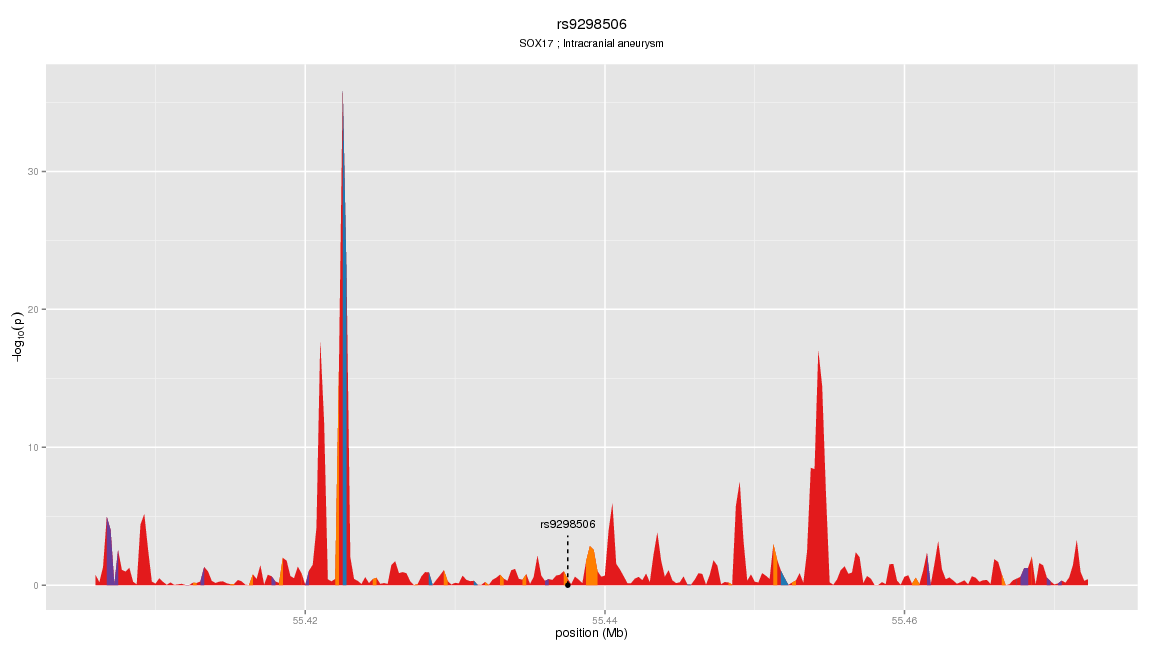 rs9298506
SOX17 ; Intracranial aneurysm
30
20
10
0
−log10(p)
rs9298506
55.42
55.44
55.46
position (Mb)